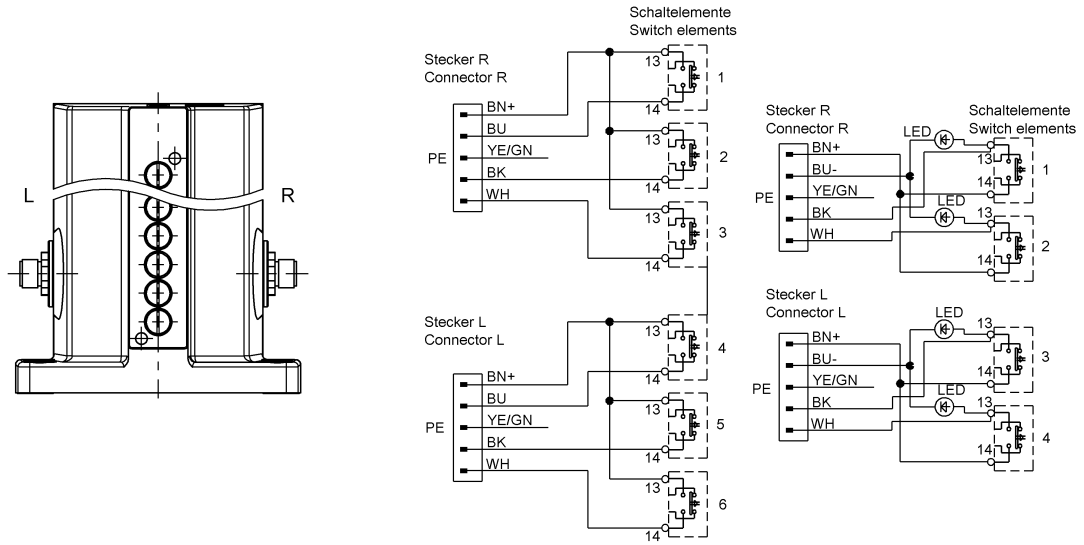 L
R
Schaltelemente
Switch elements
Stecker R
Connector R
PE
BN+
BU
YE/GN
BK
WH
13
14
1
13
14
2
13
14
3
Stecker L
Connector L
PE
BN+
BU
YE/GN
BK
WH
13
14
4
13
14
5
13
14
6
Stecker R
Connector R
Schaltelemente
Switch elements
PE
BN+
BU-
YE/GN
BK
WH
LED
13
14
1
LED
13
14
2
Stecker L
Connector L
PE
BN+
BU-
YE/GN
BK
WH
LED
13
14
3
LED
13
14
4